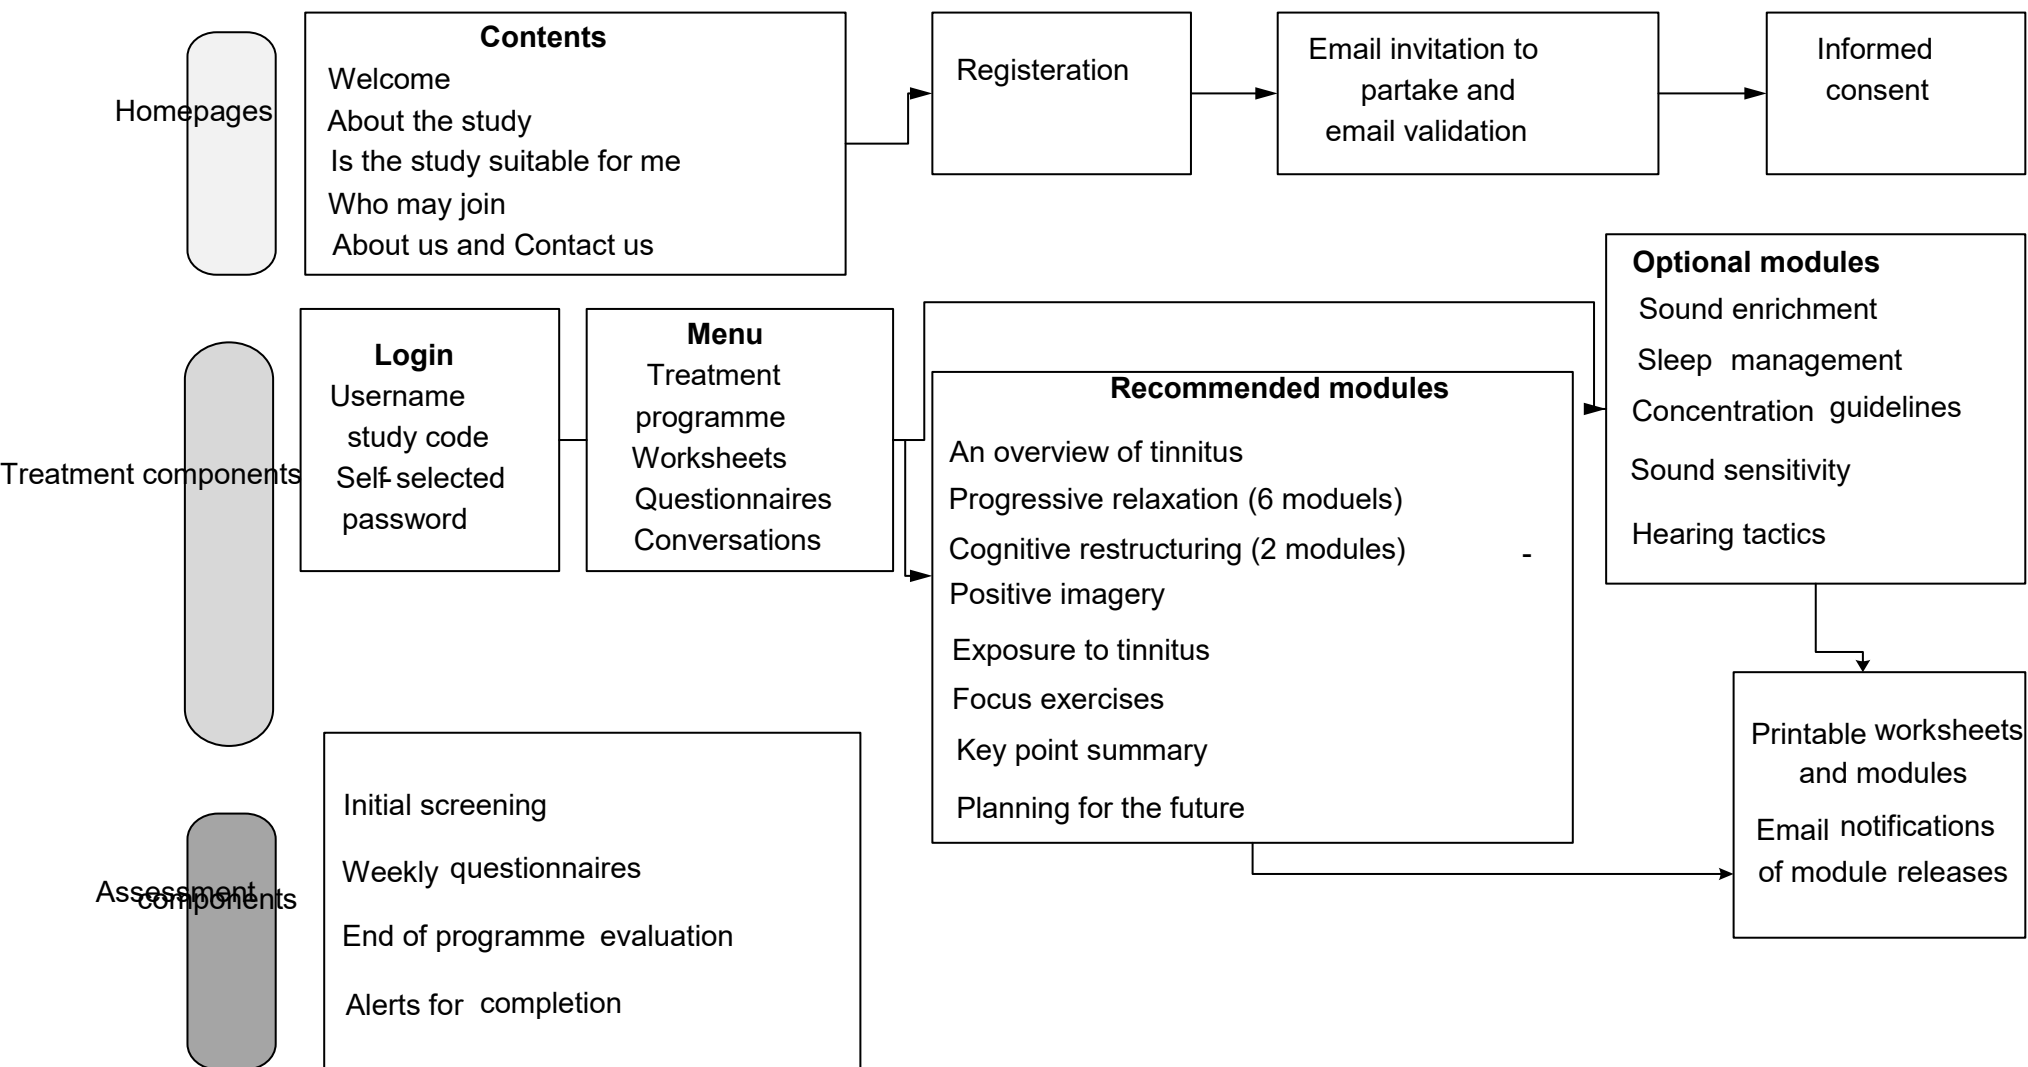 Homepages
Contents
Welcome
About the study
Is the study suitable for me
Who may join
About us and Contact us
Registeration
Email invitation to
partake and
email validation
Informed
consent
Treatment components
Login
Username
study code
Self-selected
password
Menu
Treatment
programme
Worksheets
Questionnaires
Conversations
Recommended modules
An overview of tinnitus
Progressive relaxation (6 moduels)
Cognitive restructuring (2 modules) -
Positive imagery
Exposure to tinnitus
Focus exercises
Key point summary
Planning for the future
Optional modules
Sound enrichment
Sleep management
Concentration guidelines
Sound sensitivity
Hearing tactics
Printable worksheets
and modules
Email notifications
of module releases
Assessment
components
Initial screening
Weekly questionnaires
End of programme evaluation
Alerts for completion